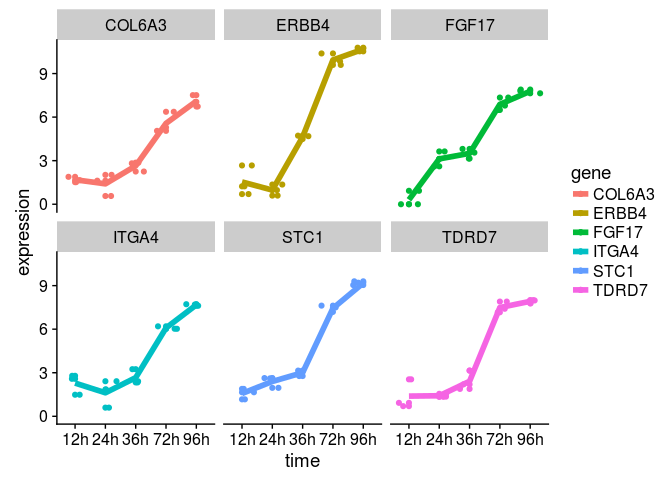 COL6A3 ERBB4 FGF17
9
6
3
0
ITGA4 STC1 TDRD7
9
6
3
0
12h 24h 36h 72h 96h 12h 24h 36h 72h 96h 12h 24h 36h 72h 96h
time
expression
gene
COL6A3
ERBB4
FGF17
ITGA4
STC1
TDRD7